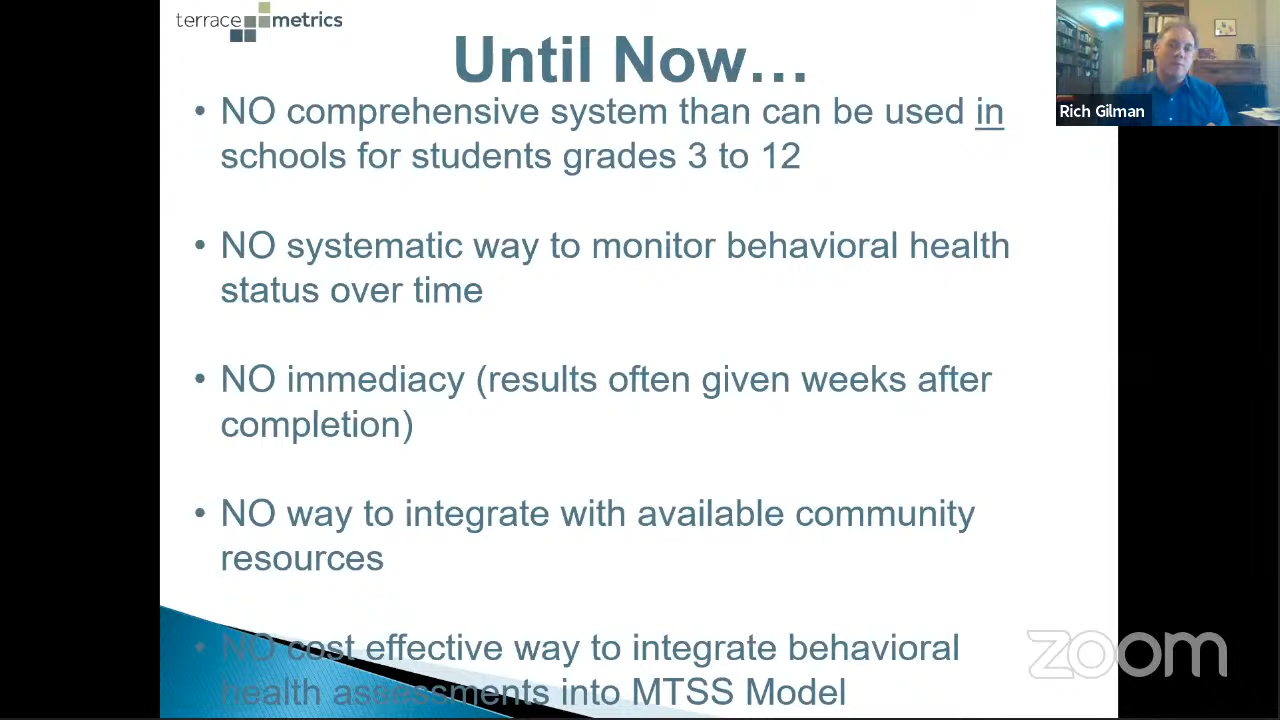 terrace metrics
Until Now…
Rich Gilman
• NO comprehensive system than can be used in
schools for students grades 3 to 12
• NO systematic way to monitor behavioral health
status over time
• NO immediacy (results often given weeks after
completion)
• NO way to integrate with available community
resources
• NO cost effective way to integrate behavioral
health assessments into MTSS Model
zoom